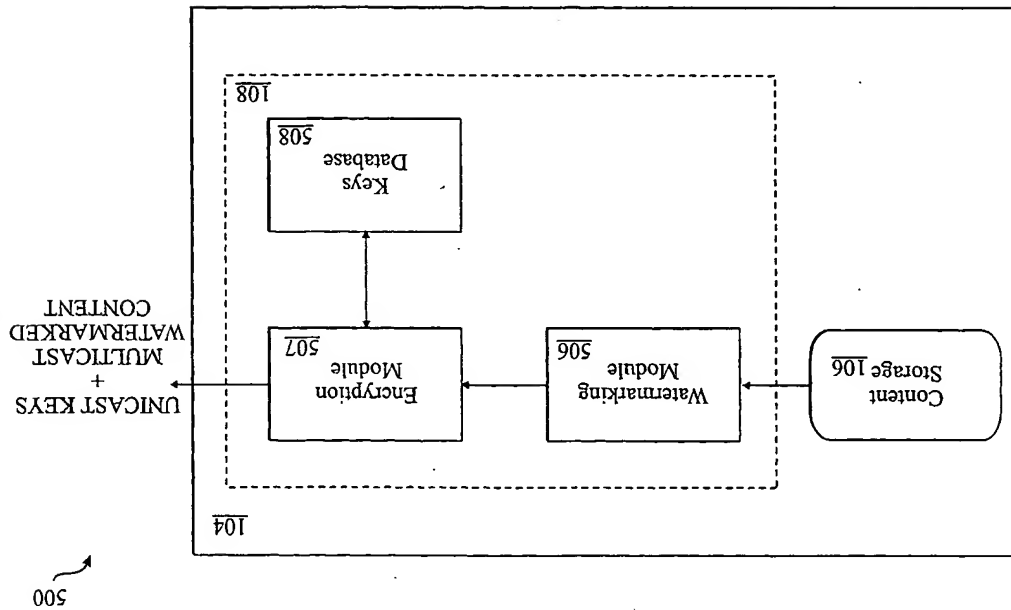 500
104
Content
Storage 106
Watermarking
Module
506
Encryption
Module
507
UNICAST KEYS
+
MULTICAST
WATERMARKED
CONTENT
Keys
Database
508
108